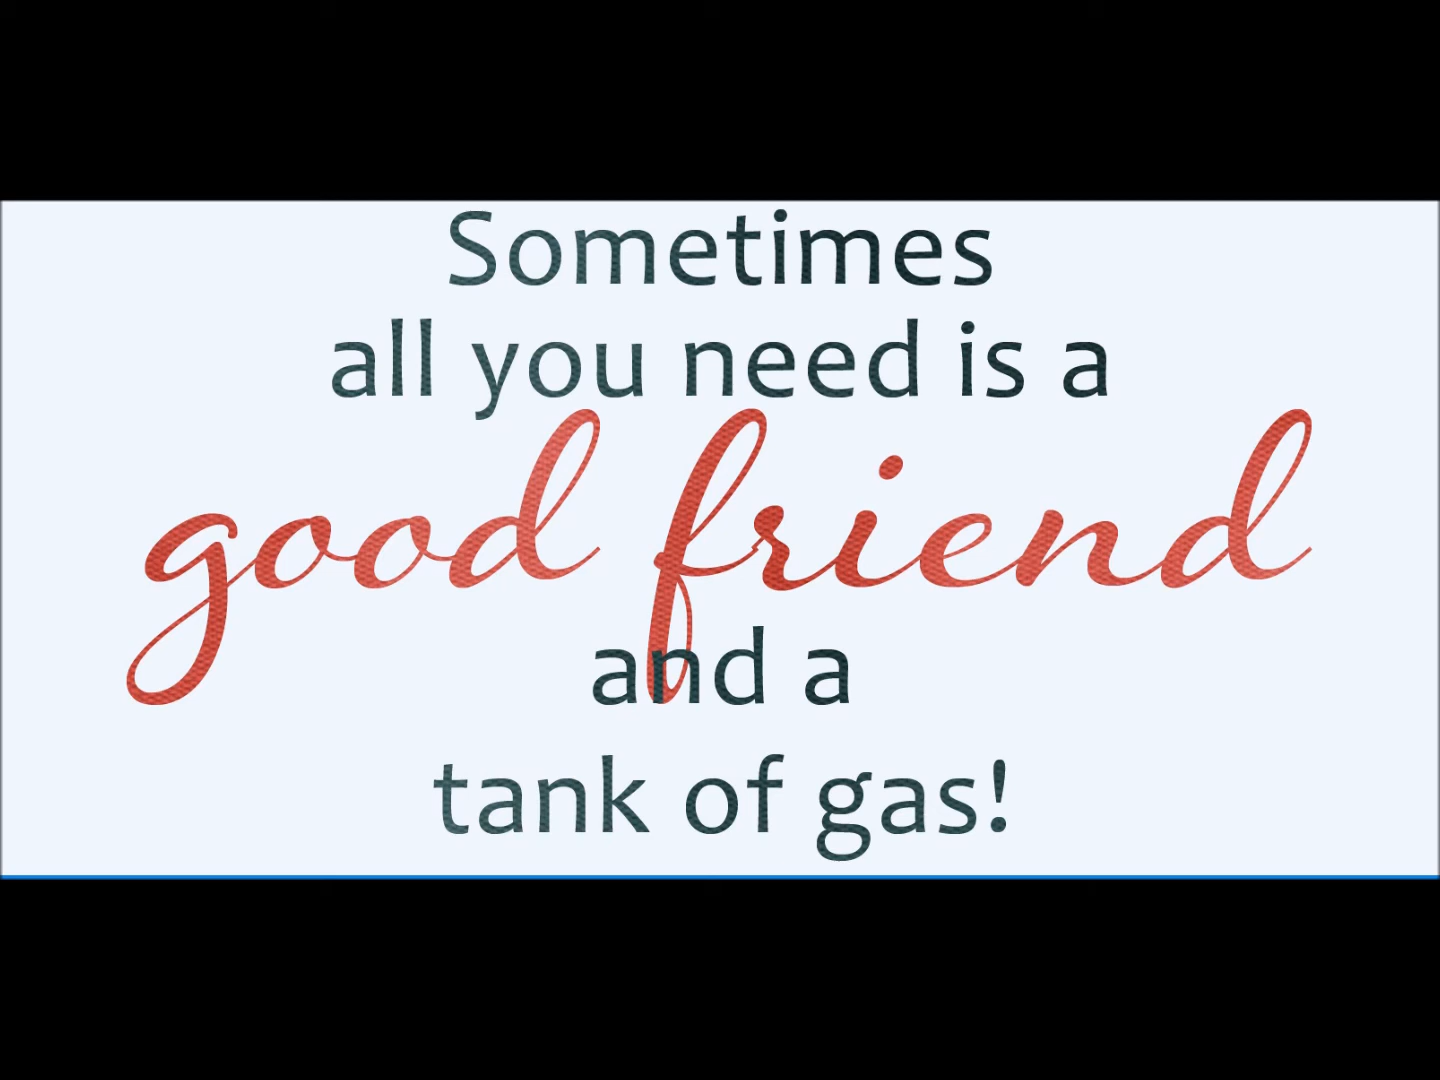 Sometimes
all you need is a
good friend
and a
tank of gas!